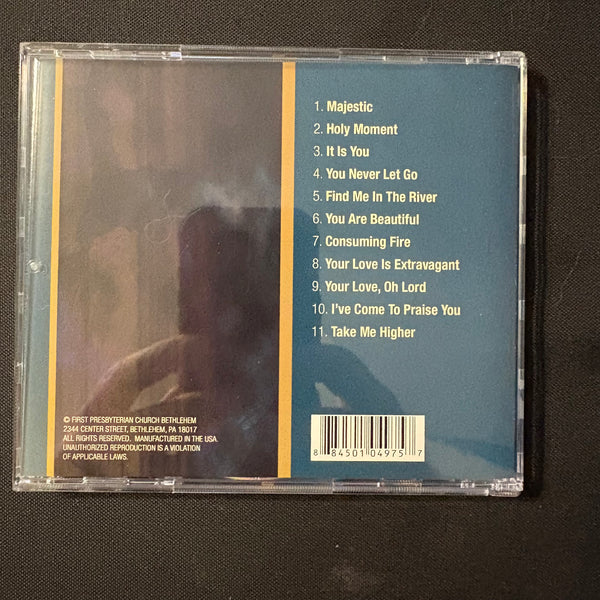 1. Majestic
2. Holy Moment
3. It Is You
4. You Never Let Go
5. Find Me In The River
6. You Are Beautiful
7. Consuming Fire
8. Your Love Is Extravagant
9. Your Love, Oh Lord
10. I've Come To Praise You
11. Take Me Higher
© FIRST PRESBYTERIAN CHURCH BETHLEHEM
2344 CENTER STREET, BETHLEHEM, PA 18017
ALL RIGHTS RESERVED. MANUFACTURED IN THE USA.
UNAUTHORIZED REPRODUCTION IS A VIOLATION
OF APPLICABLE LAWS.
8 84501 04975 7